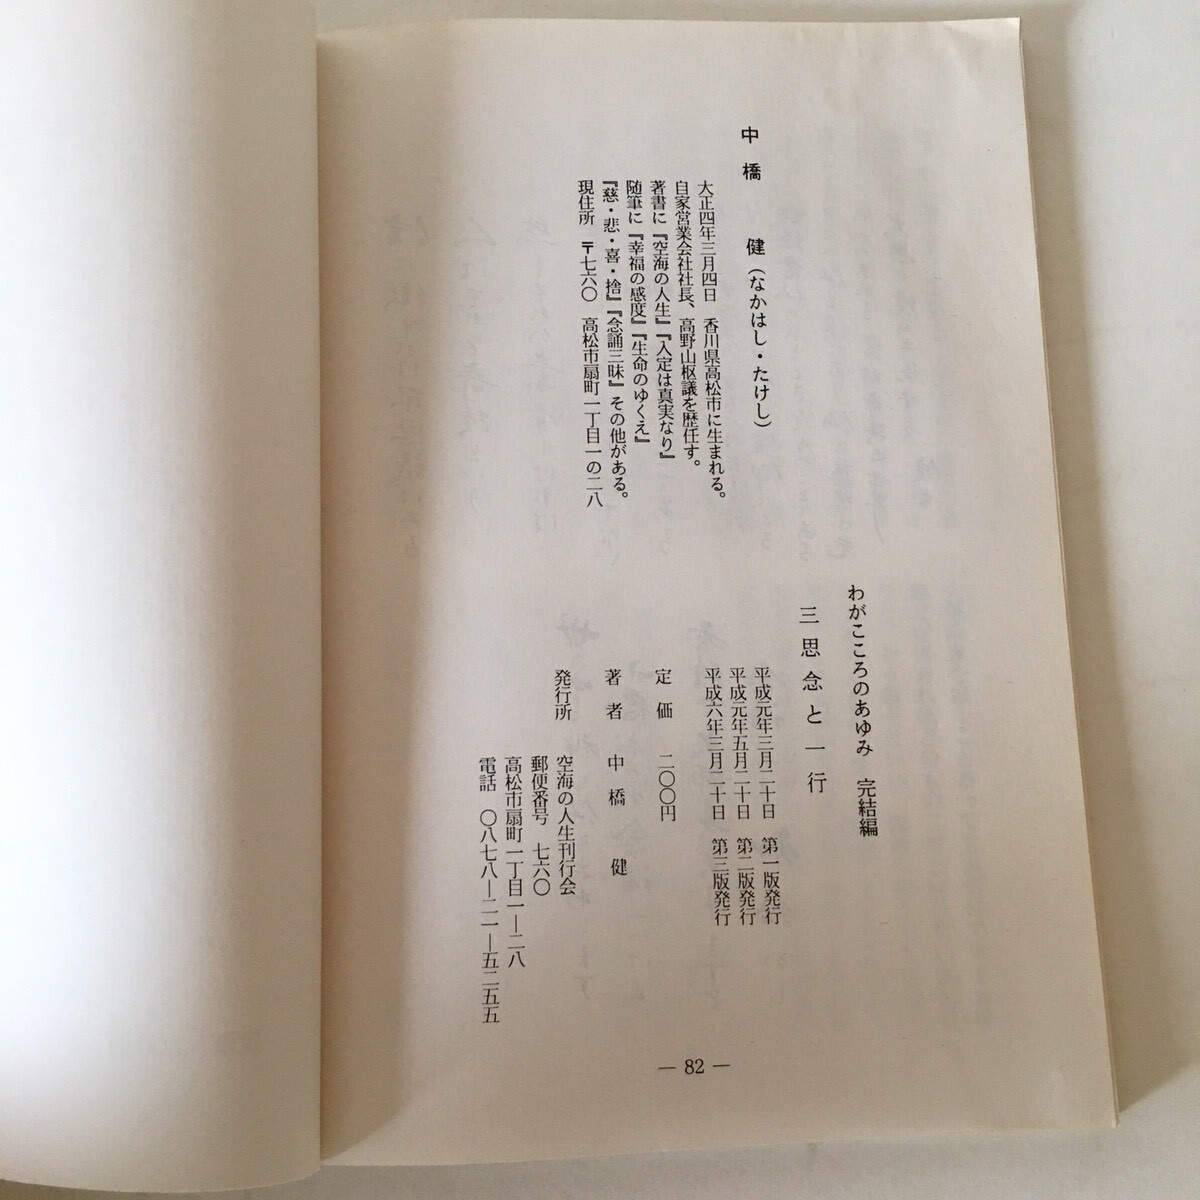 中橋　健（なかはし・たけし）
大正四年三月四日　香川県高松市に生まれる。
自家営業会社社長、高野山枢議を歴任す。
著書に『空海の人生』『入定は真実なり』
随筆に『幸福の感度』『生命のゆくえ』
『慈・悲・喜・捨』『念誦三昧』その他がある。
現住所　〒七六〇　高松市扇町一丁目一の二八
わがこころのあゆみ　完結編
三思念と一行
平成元年三月二十日　第一版発行
平成元年五月二十日　第二版発行
平成六年三月二十日　第三版発行
定価　二〇〇円
著者　中橋　健
発行所　空海の人生刊行会
郵便番号　七六〇
高松市扇町一丁目一―二八
電話　〇八七八―二一―五二五五
― 82 ―